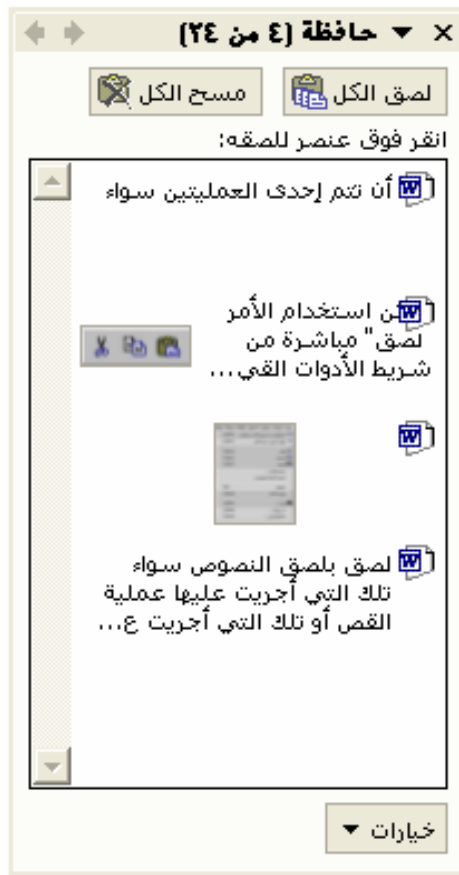 حافظة (٤ من ٢٤)
لصق الكل
مسح الكل
انقر فوق عنصر للصقه:
أن تتم إحدى العمليتين سواء
استخدام الأمر
لصق" مباشرة من
شريط الأدوات القي...
لصق بلصق النصوص سواء
تلك التي أجريت عليها عملية
القص أو تلك التي أجريت ع...
خيارات